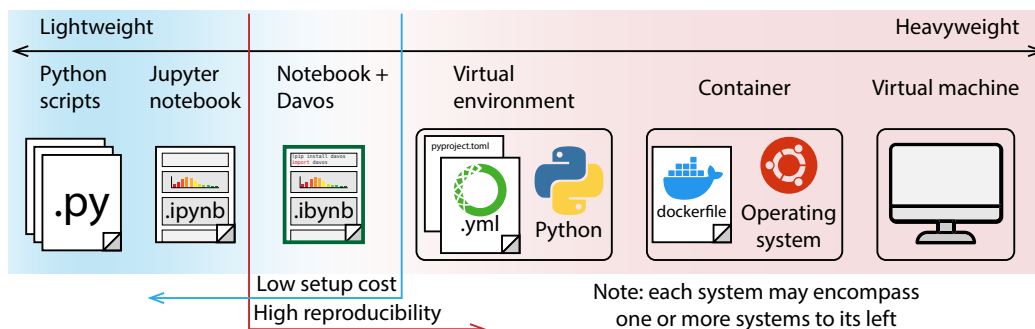 Lightweight
Heavyweight
Python
scripts
Jupyter
notebook
Notebook +
Davos
Virtual
environment
Container
Virtual machine
.py
.ipynb
!pip install davos
import davos
.ibynb
pyproject.toml
.yml
Python
dockerfile
Operating
system
Low setup cost
High reproducibility
Note: each system may encompass
one or more systems to its left